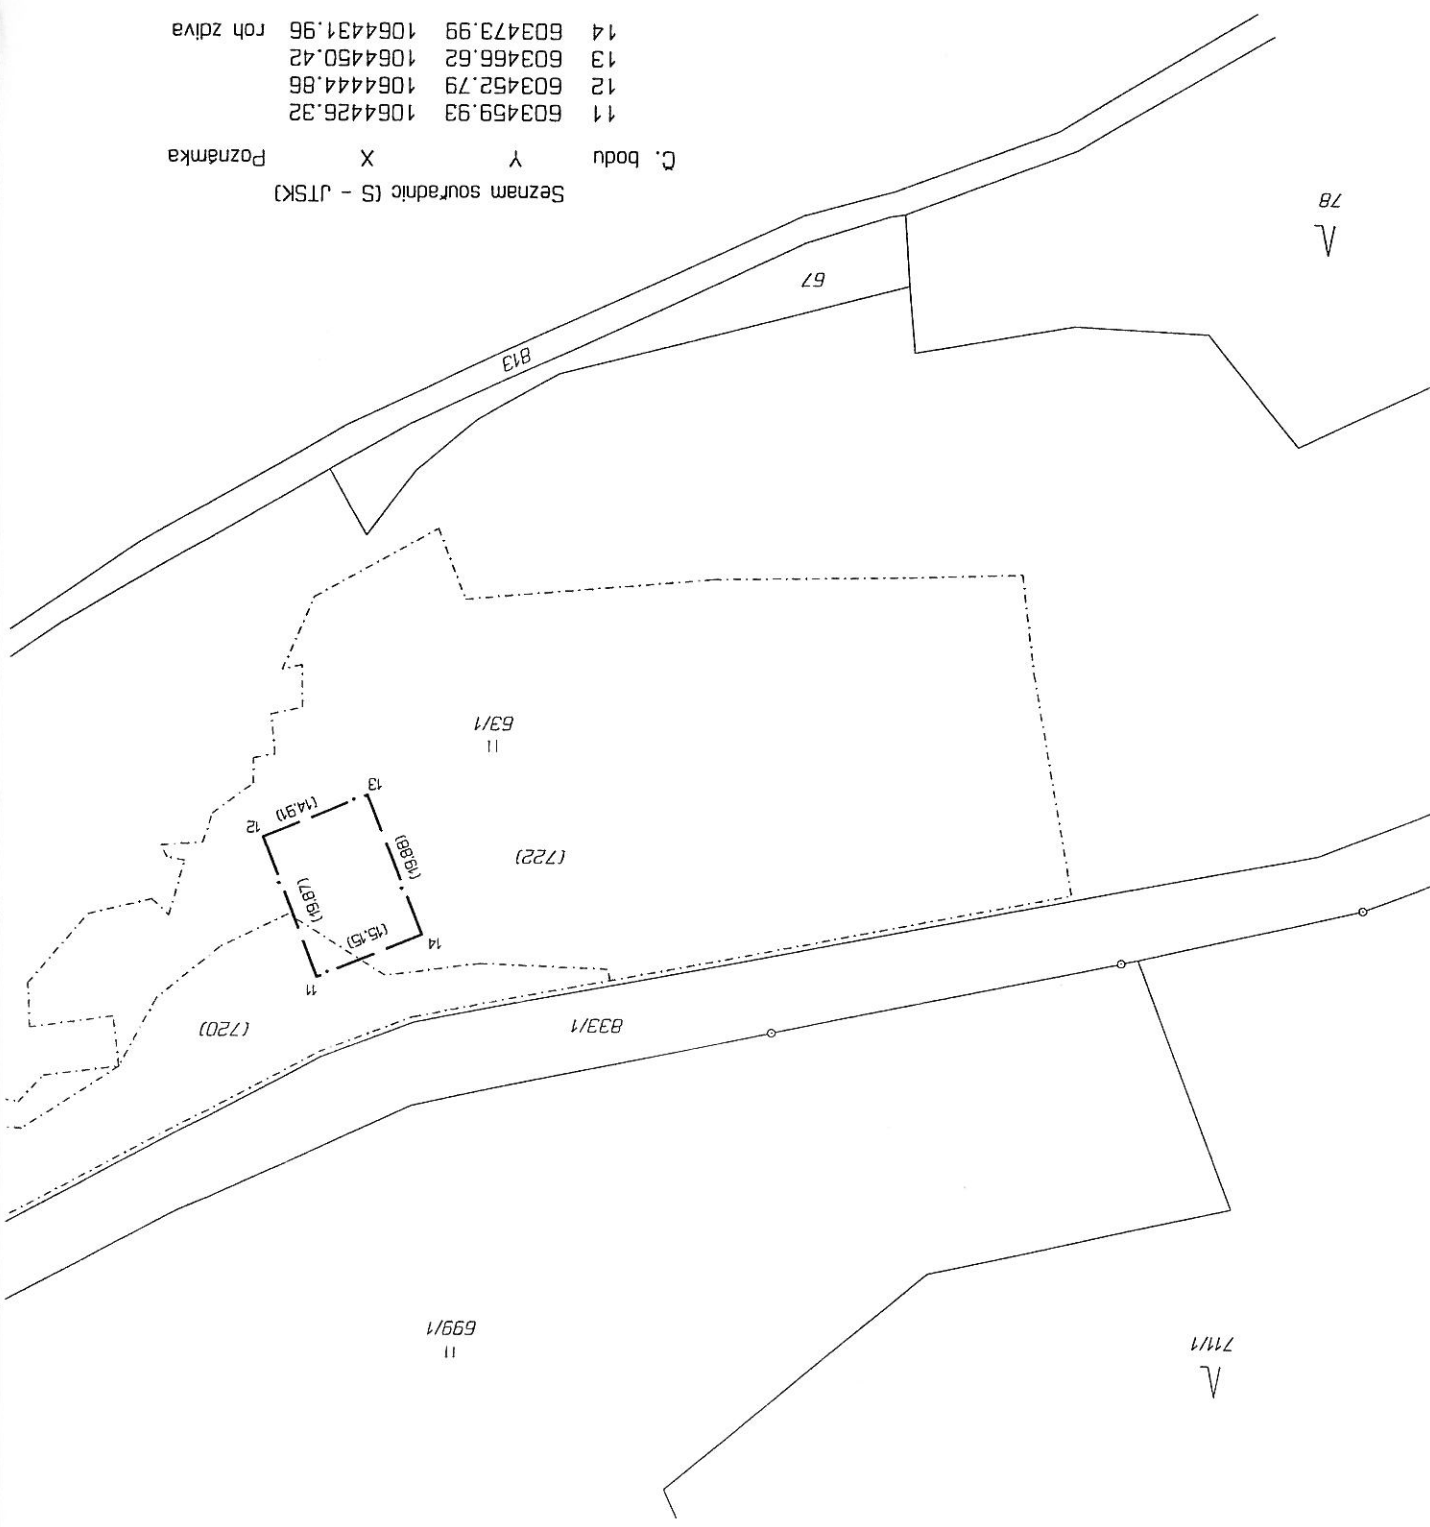 711/1
699/1
833/1
(720)
11
14
(15.15)
(19.87)
(722)
(19.88)
12
(14.91)
13
63/1
813
67
78
Seznam souřadnic (S - JTSK)
Č. bodu Y X Poznámka
11 603459.93 1064426.32
12 603452.79 1064444.86
13 603466.62 1064450.42
14 603473.99 1064431.96 roh zdiva